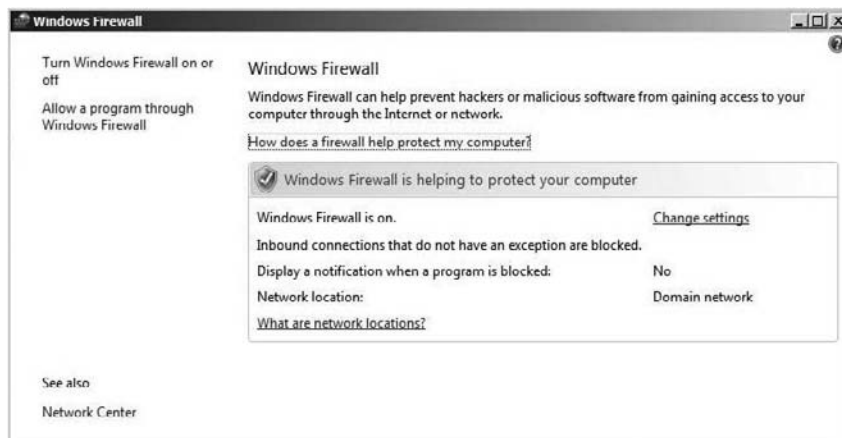 Windows Firewall
Turn Windows Firewall on or
off
Allow a program through
Windows Firewall
Windows Firewall
Windows Firewall can help prevent hackers or malicious software from gaining access to your
computer through the Internet or network.
How does a firewall help protect my computer?
Windows Firewall is helping to protect your computer
Windows Firewall is on.
Change settings
Inbound connections that do not have an exception are blocked.
Display a notification when a program is blocked:
No
Network location:
Domain network
What are network locations?
See also
Network Center